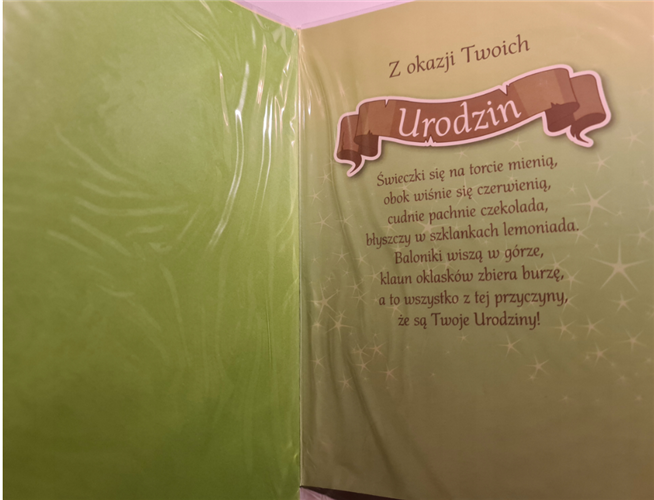 Z okazji Twoich
Urodzin
Świeczki się na torcie mienią,
obok wiśnie się czerwienią,
cudnie pachnie czekolada,
błyszczy w szklankach lemoniada.
Baloniki wiszą w górze,
klaun oklasków zbiera burzę,
a to wszystko z tej przyczyny,
że są Twoje Urodziny!